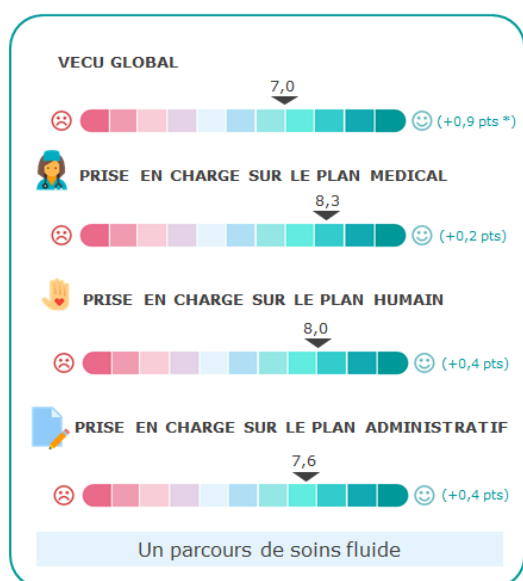 VECU GLOBAL
7,0
(+0,9 pts *)
PRISE EN CHARGE SUR LE PLAN MEDICAL
8,3
(+0,2 pts)
PRISE EN CHARGE SUR LE PLAN HUMAIN
8,0
(+0,4 pts)
PRISE EN CHARGE SUR LE PLAN ADMINISTRATIF
7,6
(+0,4 pts)
Un parcours de soins fluide